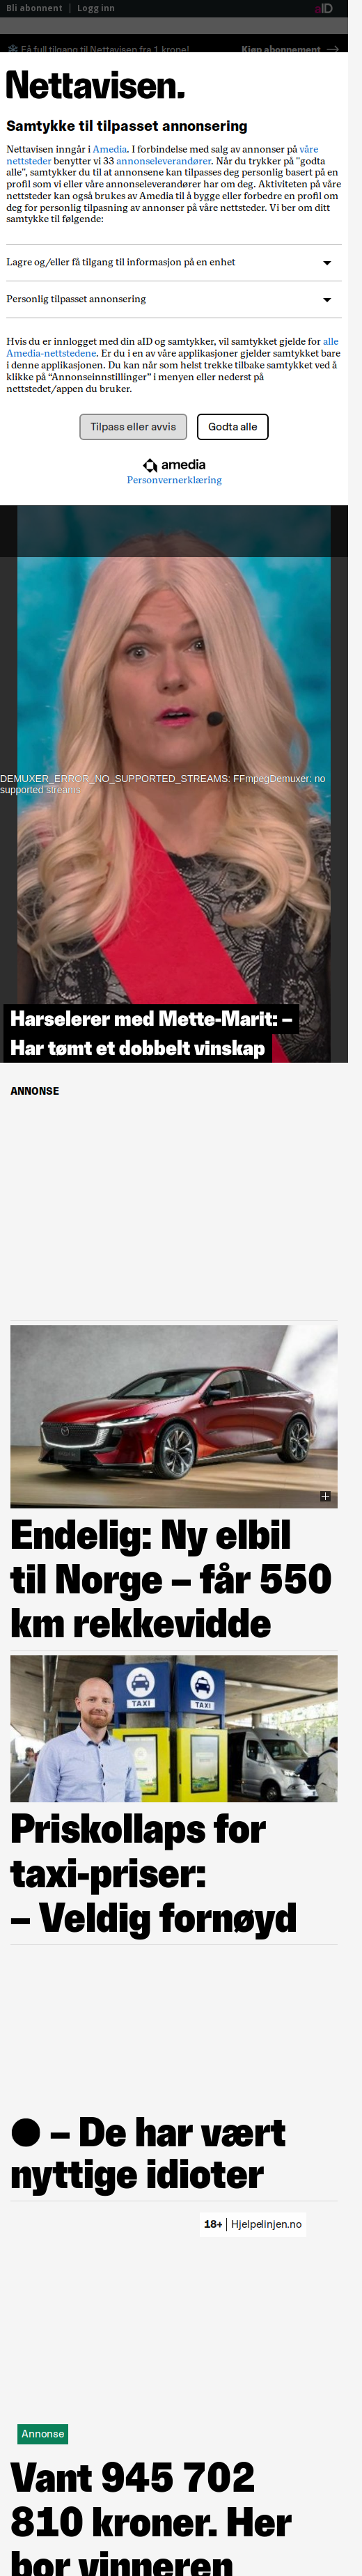 Bli abonnent | Logg inn
aID
Få full tilgang til Nettavisen fra 1 krone!
Kjøp abonnement
Nettavisen.
Samtykke til tilpasset annonsering
Nettavisen inngår i Amedia. I forbindelse med salg av annonser på våre
nettsteder benytter vi 33 annonseleverandører. Når du trykker på "godta
alle", samtykker du til at annonsene kan tilpasses deg personlig basert på en
profil som vi eller våre annonseleverandører har om deg. Aktiviteten på våre
nettsteder kan også brukes av Amedia til å bygge eller forbedre en profil om
deg for personlig tilpasning av annonser på våre nettsteder. Vi ber om ditt
samtykke til følgende:
Lagre og/eller få tilgang til informasjon på en enhet
Personlig tilpasset annonsering
Hvis du er innlogget med din aID og samtykker, vil samtykket gjelde for alle
Amedia-nettstedene. Er du i en av våre applikasjoner gjelder samtykket bare
i denne applikasjonen. Du kan når som helst trekke tilbake samtykket ved å
klikke på “Annonseinnstillinger” i menyen eller nederst på
nettstedet/appen du bruker.
Tilpass eller avvis
Godta alle
amedia
Personvernerklæring
DEMUXER_ERROR_NO_SUPPORTED_STREAMS: FFmpegDemuxer: no
supported streams
Harselerer med Mette-Marit: –
Har tømt et dobbelt vinskap
ANNONSE
Endelig: Ny elbil
til Norge – får 550
km rekkevidde
TAXI
TAXI
Priskollaps for
taxi-priser:
– Veldig fornøyd
● – De har vært
nyttige idioter
18+ | Hjelpelinjen.no
Annonse
Vant 945 702
810 kroner. Her
bor vinneren